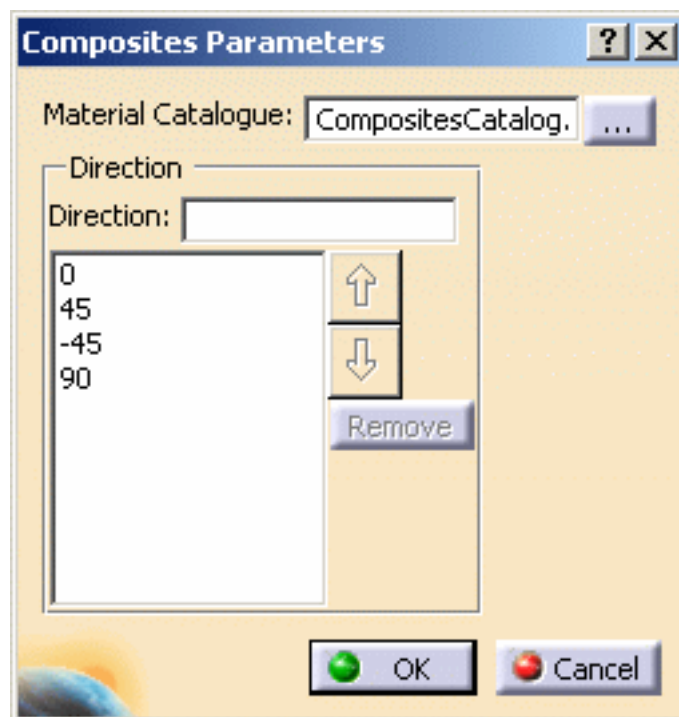 Composites Parameters ? X
Material Catalogue: CompositesCatalog. ...
Direction
Direction:
0
45
-45
90
Remove
OK Cancel